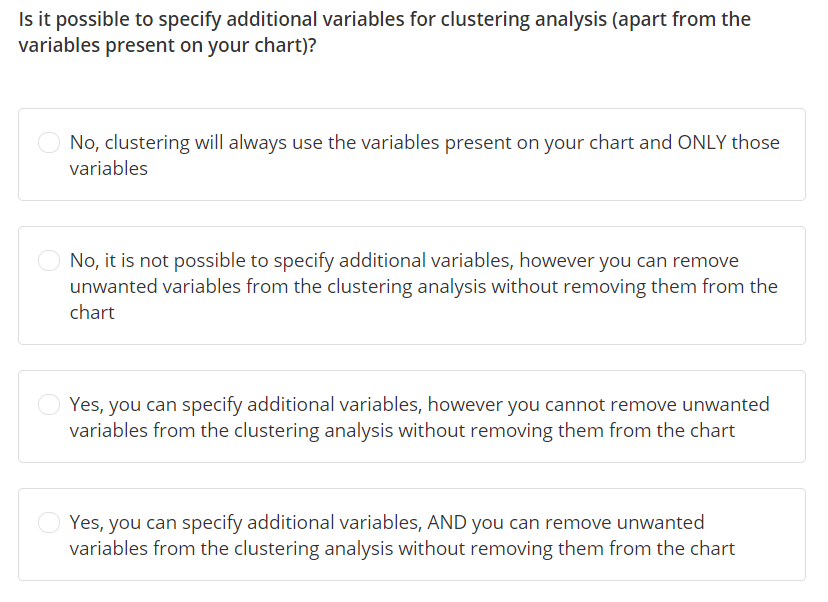 Is it possible to specify additional variables for clustering analysis (apart from the
variables present on your chart)?
No, clustering will always use the variables present on your chart and ONLY those
variables
No, it is not possible to specify additional variables, however you can remove
unwanted variables from the clustering analysis without removing them from the
chart
Yes, you can specify additional variables, however you cannot remove unwanted
variables from the clustering analysis without removing them from the chart
Yes, you can specify additional variables, AND you can remove unwanted
variables from the clustering analysis without removing them from the chart